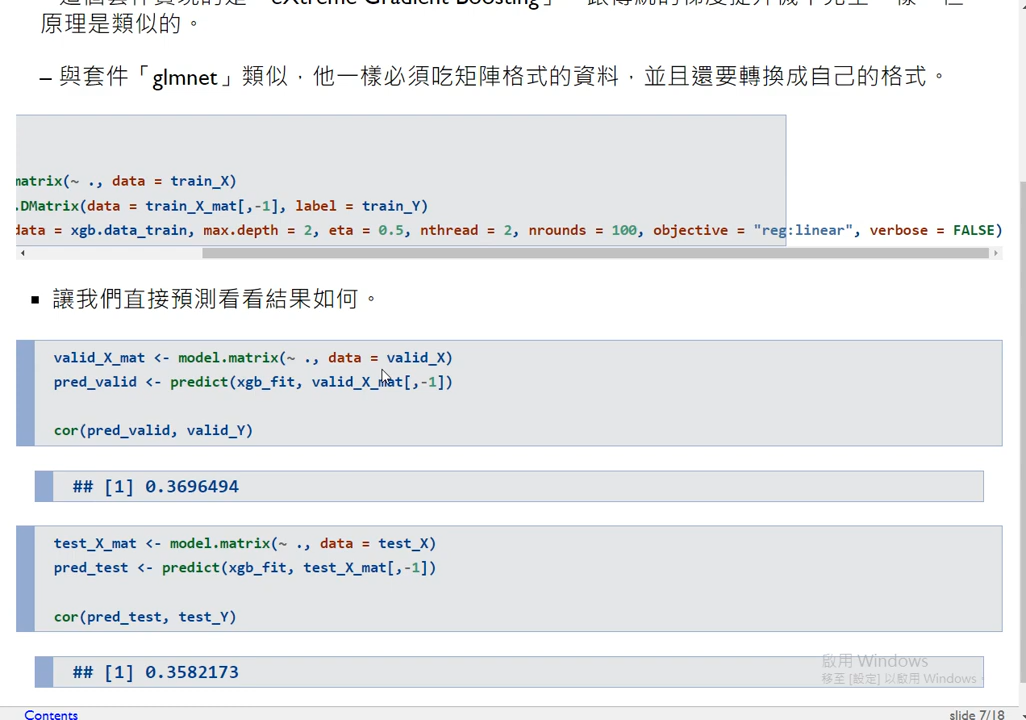 原理是類似的。
– 與套件「glmnet」類似，他一樣必須吃矩陣格式的資料，並且還要轉換成自己的格式。
matrix(~ ., data = train_X)
.DMatrix(data = train_X_mat[,-1], label = train_Y)
data = xgb.data_train, max.depth = 2, eta = 0.5, nthread = 2, nrounds = 100, objective = "reg:linear", verbose = FALSE)
▪ 讓我們直接預測看看結果如何。
valid_X_mat <- model.matrix(~ ., data = valid_X)
pred_valid <- predict(xgb_fit, valid_X_mat[,-1])
cor(pred_valid, valid_Y)
## [1] 0.3696494
test_X_mat <- model.matrix(~ ., data = test_X)
pred_test <- predict(xgb_fit, test_X_mat[,-1])
cor(pred_test, test_Y)
## [1] 0.3582173
啟用 Windows
移至 [設定] 以啟用 Windows。
Contents
slide 7/18